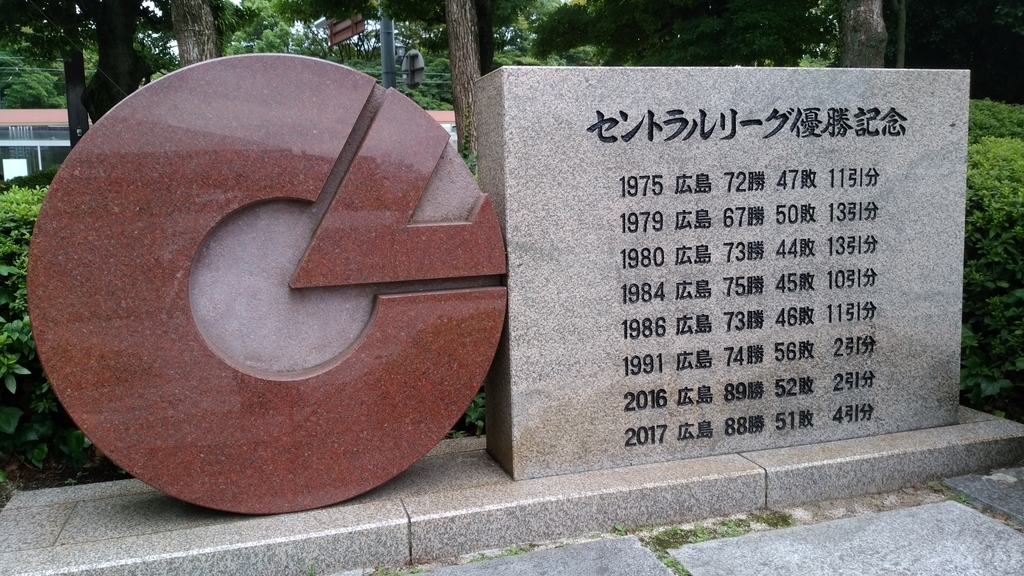 セントラルリーグ優勝記念
1975 広島 72勝 47敗 11引分
1979 広島 67勝 50敗 13引分
1980 広島 73勝 44敗 13引分
1984 広島 75勝 45敗 10引分
1986 広島 73勝 46敗 11引分
1991 広島 74勝 56敗 2引分
2016 広島 89勝 52敗 2引分
2017 広島 88勝 51敗 4引分